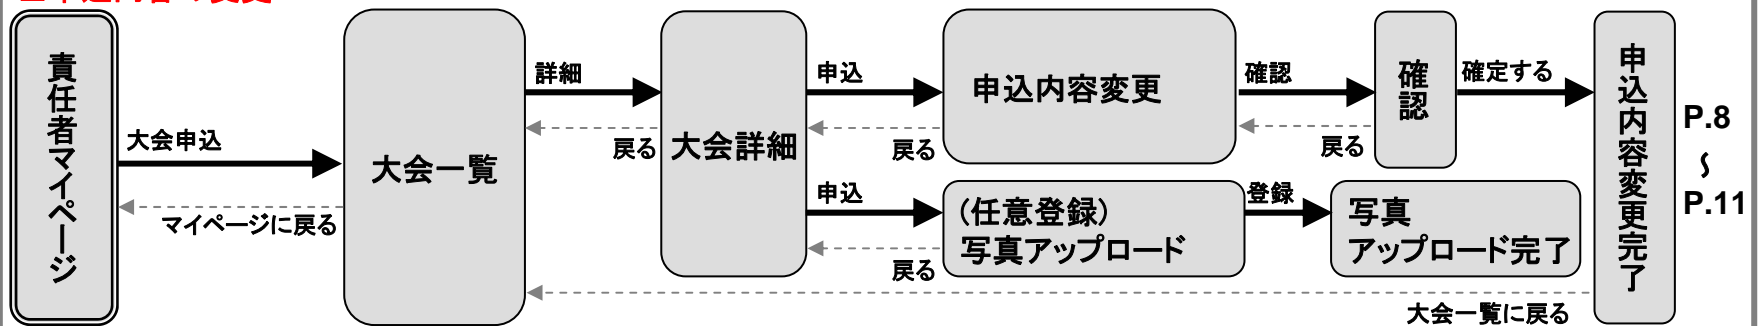 責任者マイページ
大会申込
マイページに戻る
大会一覧
詳細
戻る
大会詳細
申込
戻る
申込内容変更
確認
戻る
確認
確定する
申込内容変更完了
申込
戻る
(任意登録)
写真アップロード
登録
写真
アップロード完了
大会一覧に戻る
P.8
～
P.11